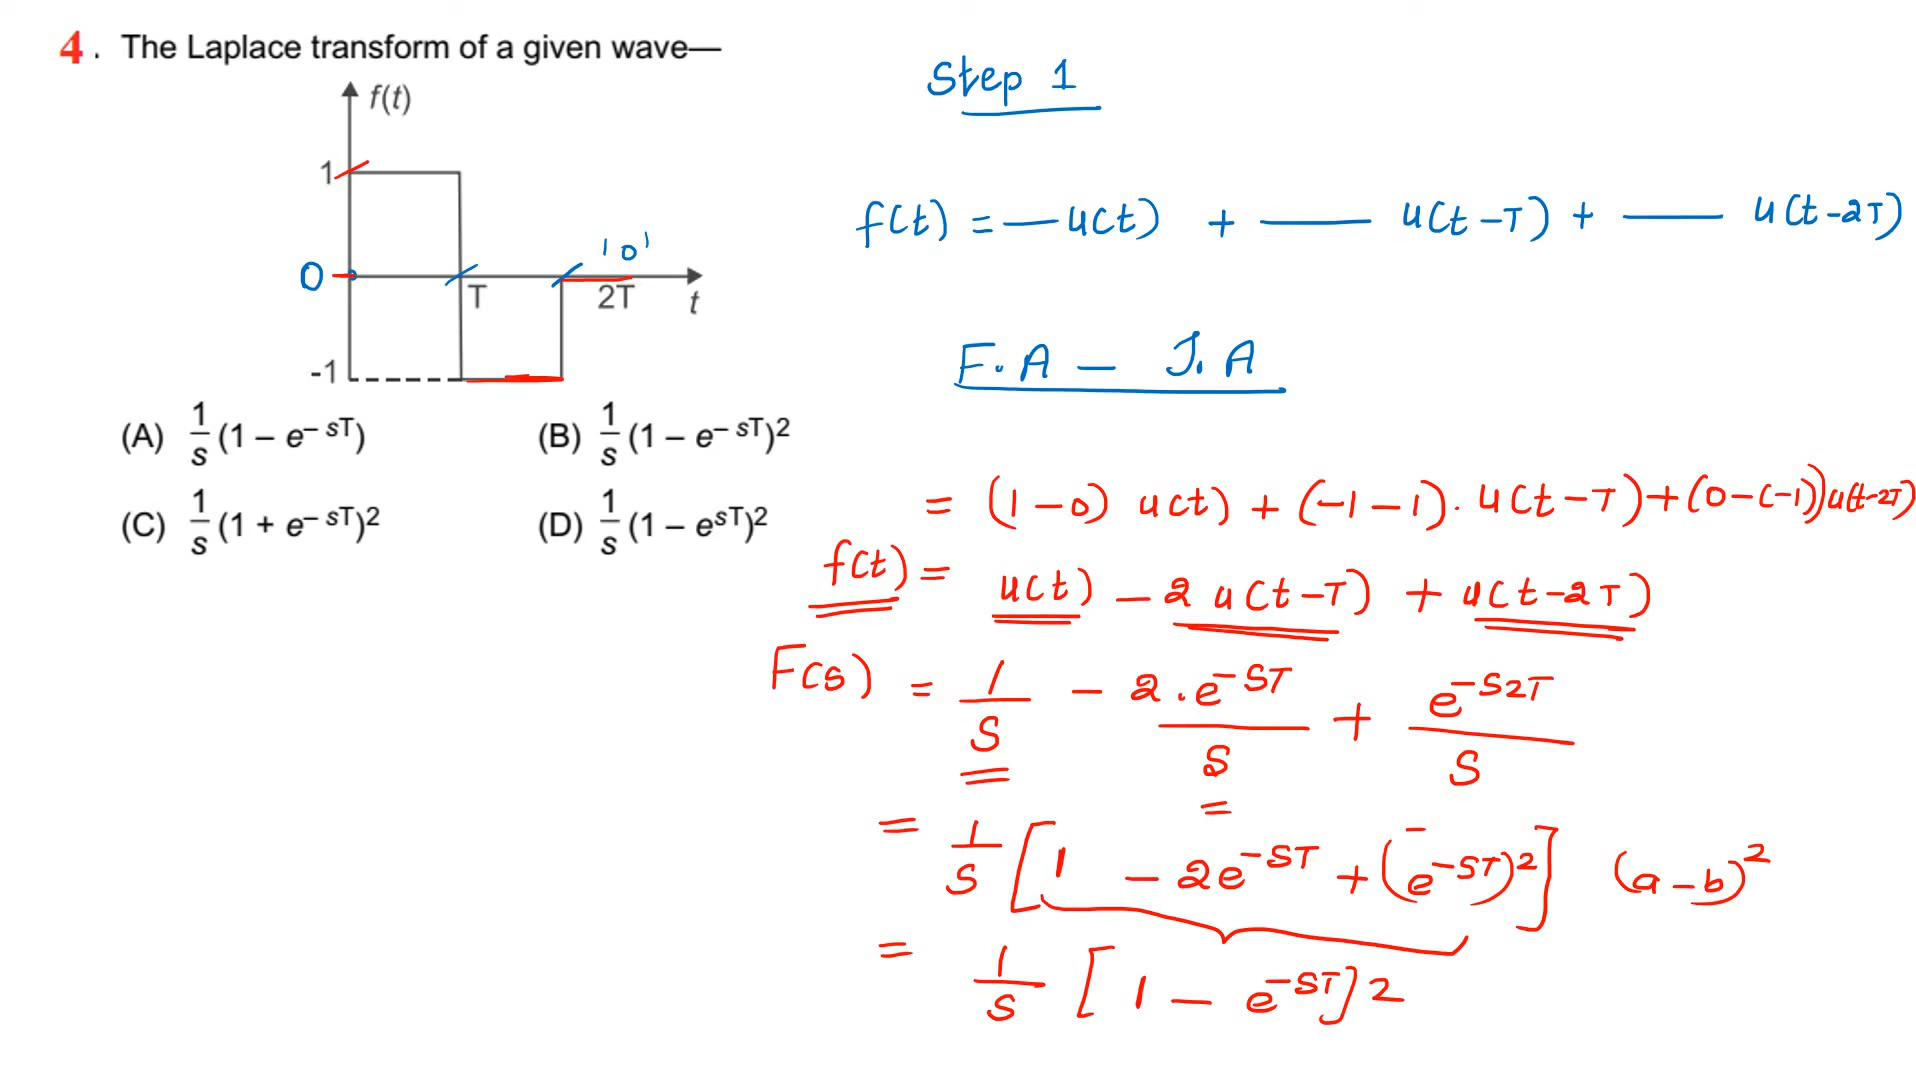 4. The Laplace transform of a given wave—
f(t)
1
0
'0'
T
2T
t
-1
(A) 1/s (1 – e^– sT)
(B) 1/s (1 – e^– sT)^2
(C) 1/s (1 + e^– sT)^2
(D) 1/s (1 – e^sT)^2
Step 1
f(t) = — u(t) + — u(t-T) + — u(t-2T)
F.A – I.A
= (1-0) u(t) + (-1-1). u(t-T) + (0-(-1)) u(t-2T)
f(t) = u(t) - 2 u(t-T) + u(t-2T)
F(s) = 1/s - 2.e^-ST/s + e^-S2T/s
= 1/s [1 - 2e^-ST + (e^-ST)^2] (a-b)^2
= 1/s [1 - e^-ST]^2